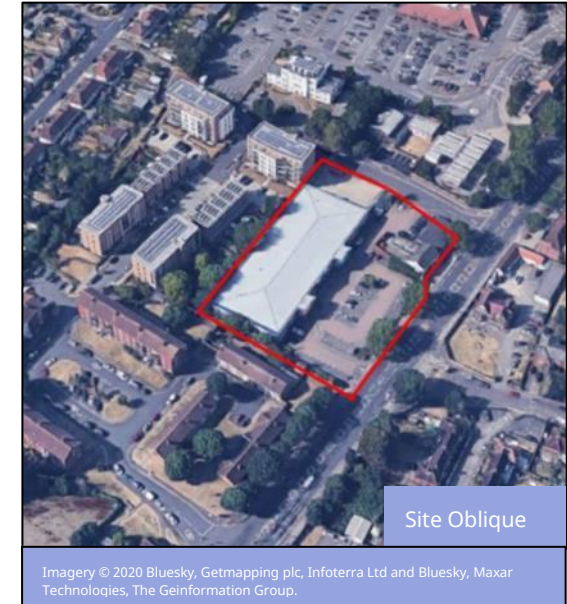 Site Oblique
Imagery © 2020 Bluesky, Getmapping plc, Infoterra Ltd and Bluesky, Maxar
Technologies, The Geinformation Group.